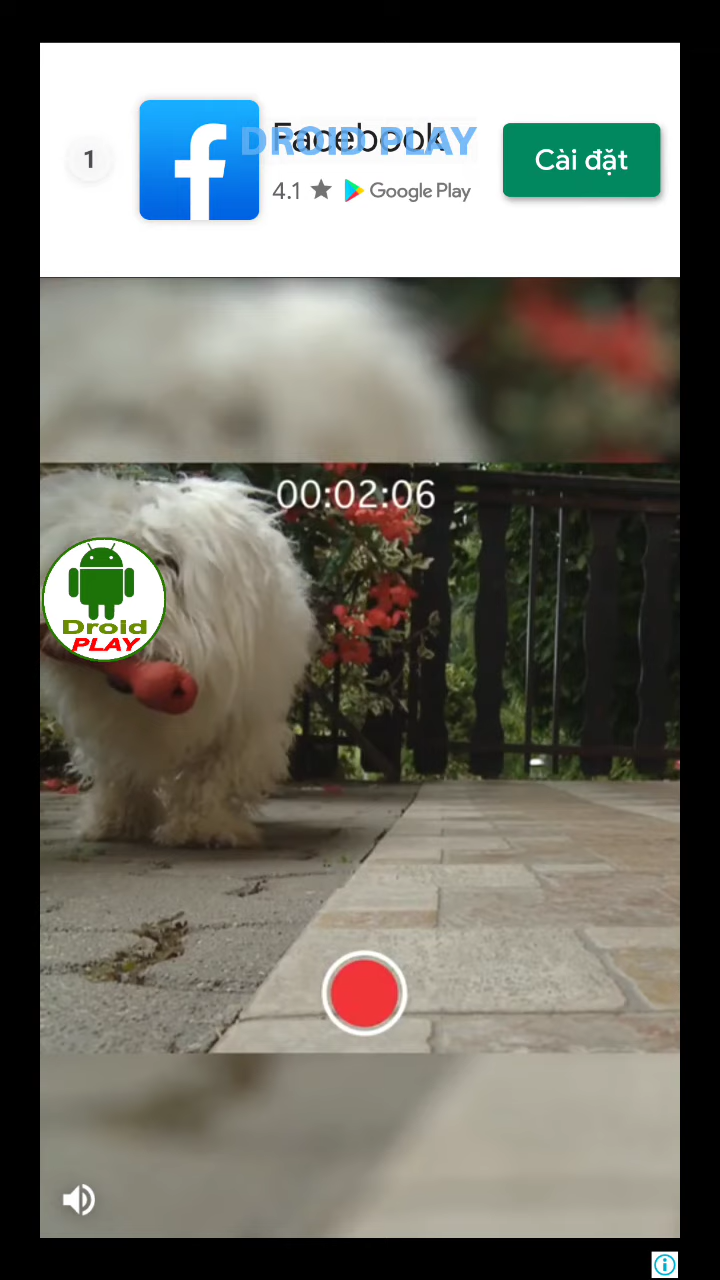 1
Facebook
DROID PLAY
4.1 ★ Google Play
Cài đặt
00:02:06
Droid
PLAY